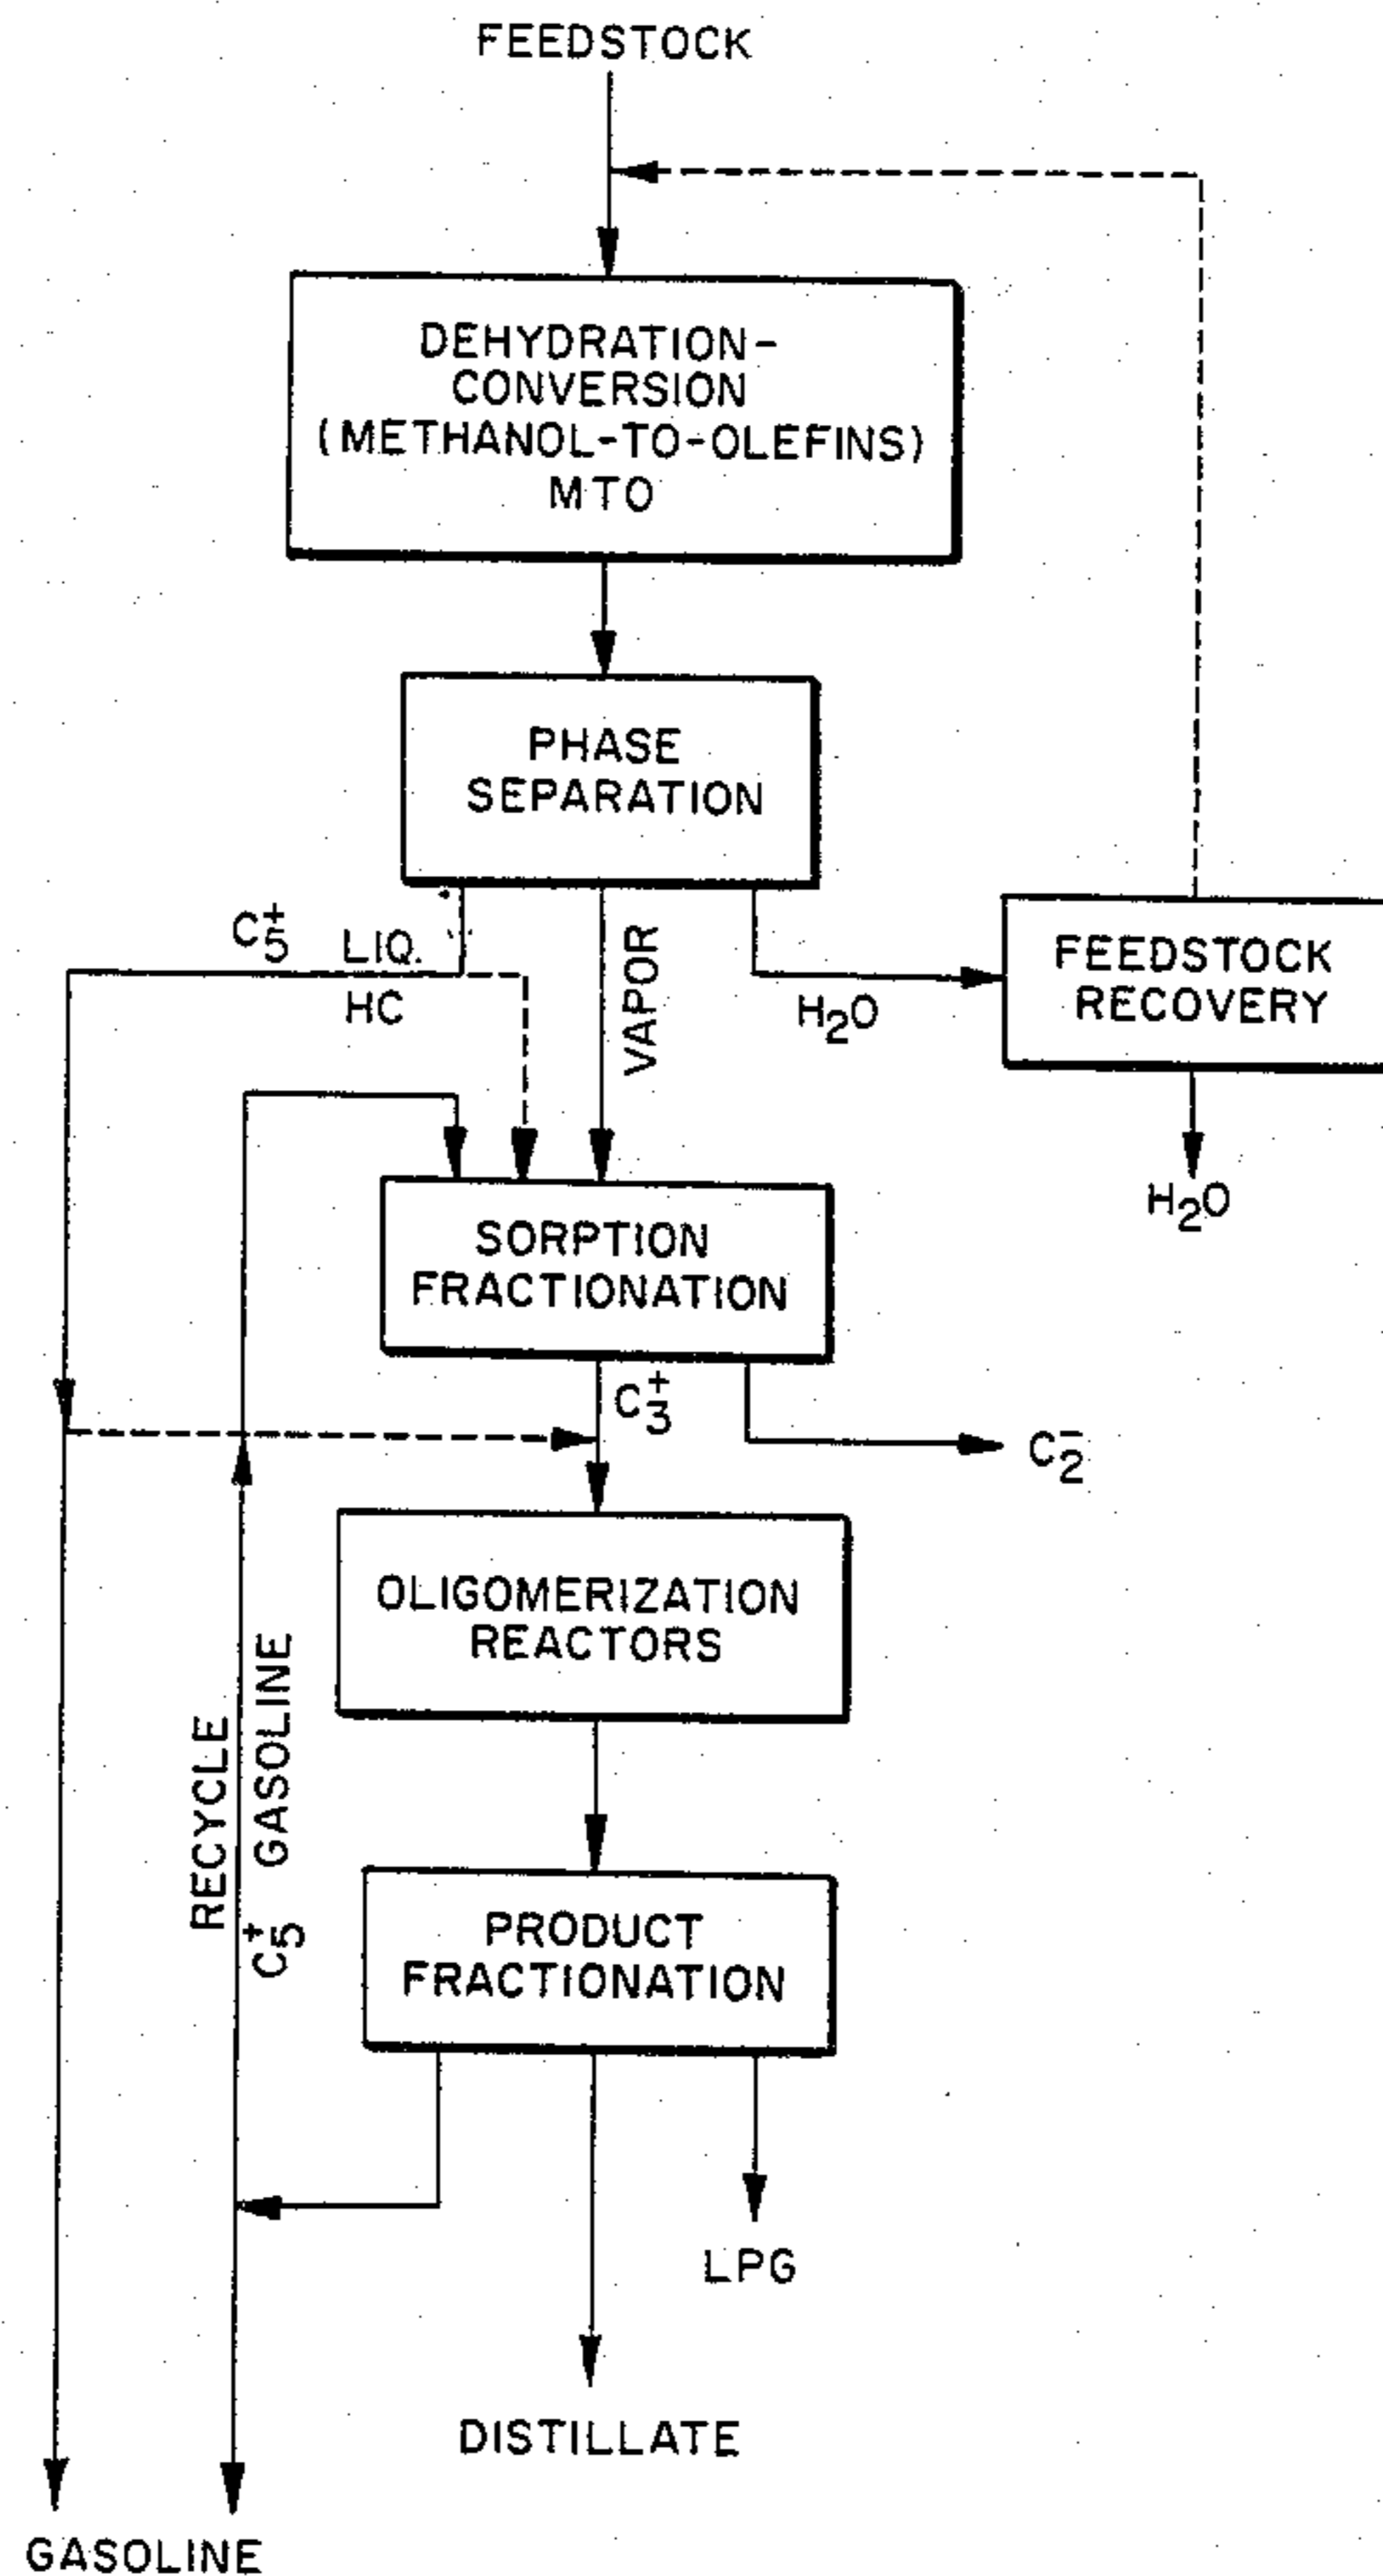 FEEDSTOCK
DEHYDRATION-
CONVERSION
(METHANOL-TO-OLEFINS)
MTO
PHASE
SEPARATION
C5+ LIQ.
HC
VAPOR
H2O
FEEDSTOCK
RECOVERY
H2O
SORPTION
FRACTIONATION
C3+
C2-
OLIGOMERIZATION
REACTORS
RECYCLE
C5+ GASOLINE
PRODUCT
FRACTIONATION
LPG
DISTILLATE
GASOLINE